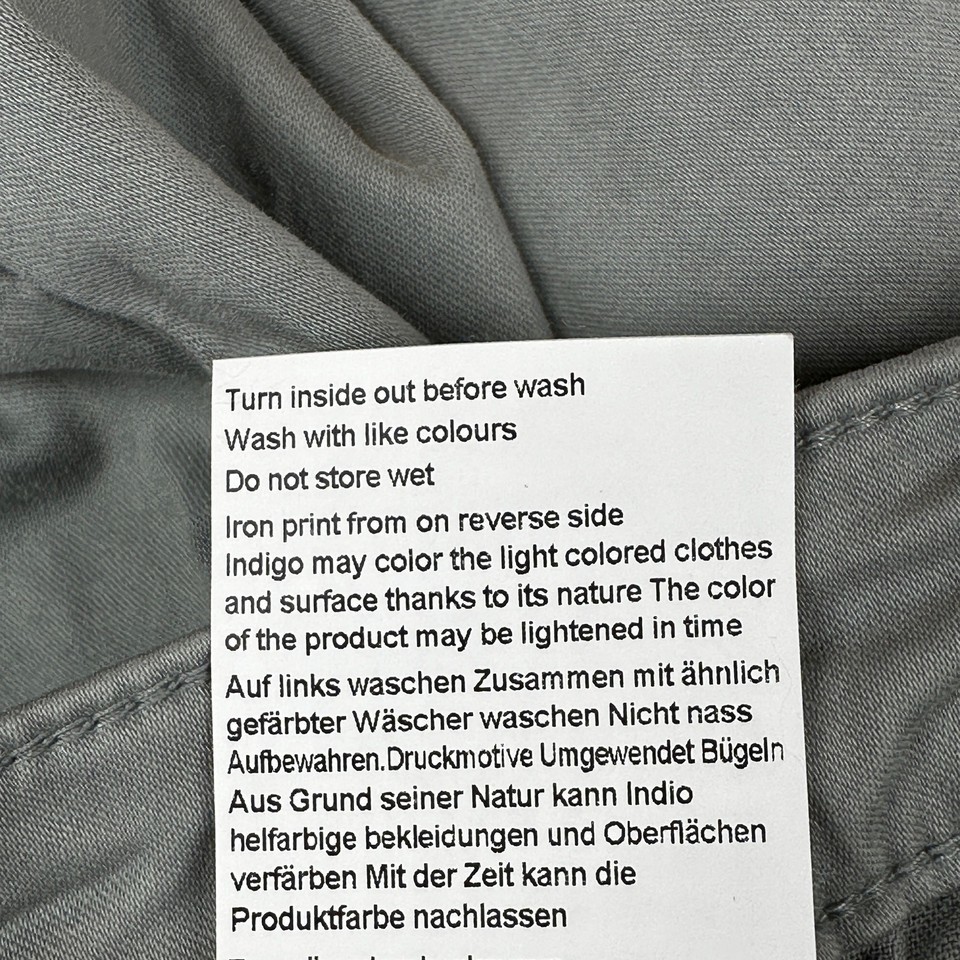 Turn inside out before wash
Wash with like colours
Do not store wet
Iron print from on reverse side
Indigo may color the light colored clothes
and surface thanks to its nature The color
of the product may be lightened in time
Auf links waschen Zusammen mit ähnlich
gefärbter Wäscher waschen Nicht nass
Aufbewahren.Druckmotive Umgewendet Bügeln
Aus Grund seiner Natur kann Indio
helfarbige bekleidungen und Oberflächen
verfärben Mit der Zeit kann die
Produktfarbe nachlassen